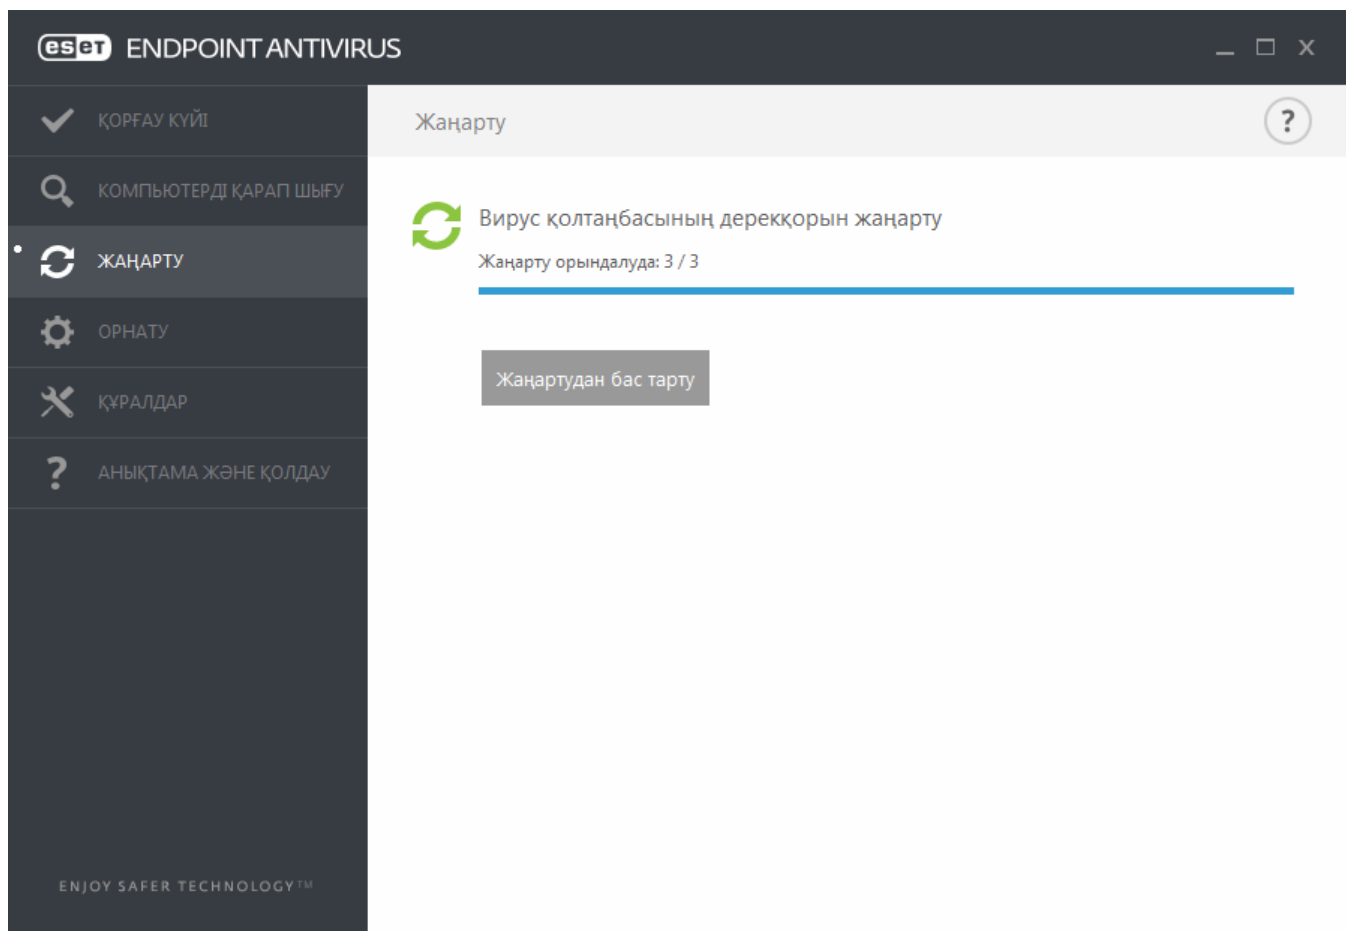 eset ENDPOINT ANTIVIRUS
ҚОРҒАУ КҮЙІ
КОМПЬЮТЕРДІ ҚАРАП ШЫҒУ
ЖАҢАРТУ
ОРНАТУ
ҚҰРАЛДАР
АНЫҚТАМА ЖӘНЕ ҚОЛДАУ
ENJOY SAFER TECHNOLOGY™
Жаңарту
?
Вирус қолтаңбасының дерекқорын жаңарту
Жаңарту орындалуда: 3 / 3
Жаңартудан бас тарту